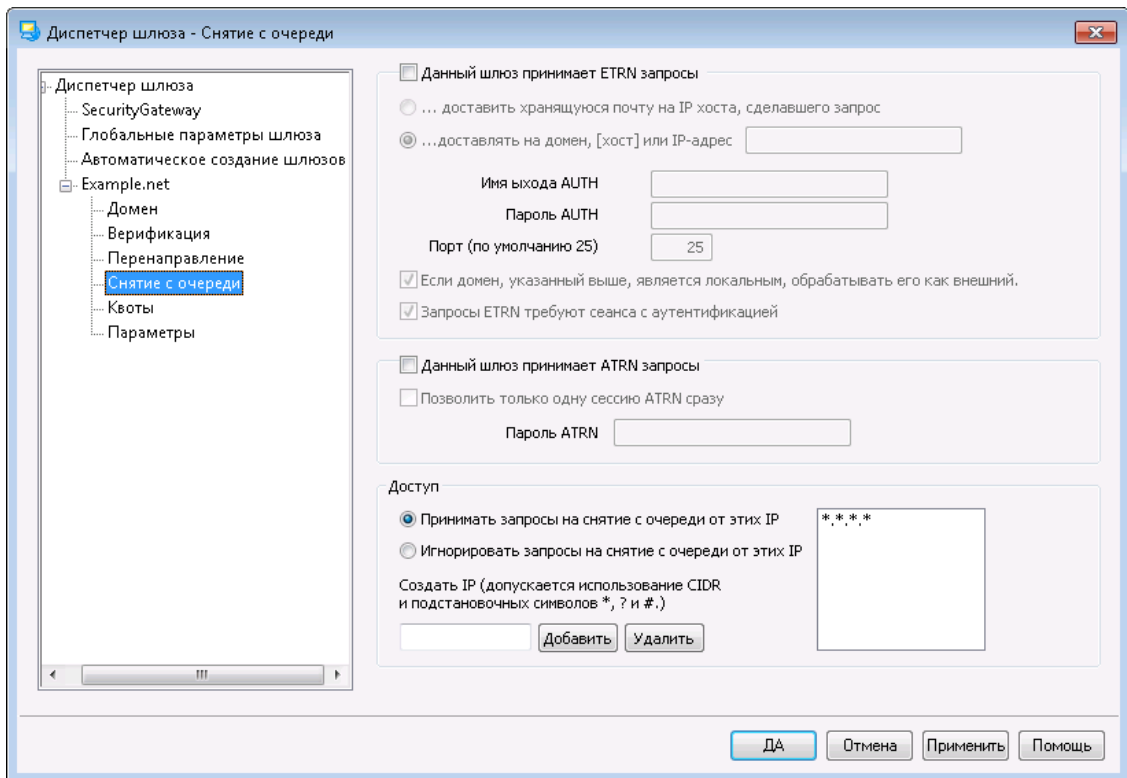 Диспетчер шлюза - Снятие с очереди
Диспетчер шлюза
SecurityGateway
Глобальные параметры шлюза
Автоматическое создание шлюзов
Example.net
Домен
Верификация
Перенаправление
Снятие с очереди
Квоты
Параметры
Данный шлюз принимает ETRN запросы
... доставить хранящуюся почту на IP хоста, сделавшего запрос
...доставлять на домен, [хост] или IP-адрес
Имя ыхода AUTH
Пароль AUTH
Порт (по умолчанию 25) 25
Если домен, указанный выше, является локальным, обрабатывать его как внешний.
Запросы ETRN требуют сеанса с аутентификацией
Данный шлюз принимает ATRN запросы
Позволить только одну сессию ATRN сразу
Пароль ATRN
Доступ
Принимать запросы на снятие с очереди от этих IP
*.*.*.*
Игнорировать запросы на снятие с очереди от этих IP
Создать IP (допускается использование CIDR
и подстановочных символов *, ? и #.)
Добавить Удалить
ДА Отмена Применить Помощь